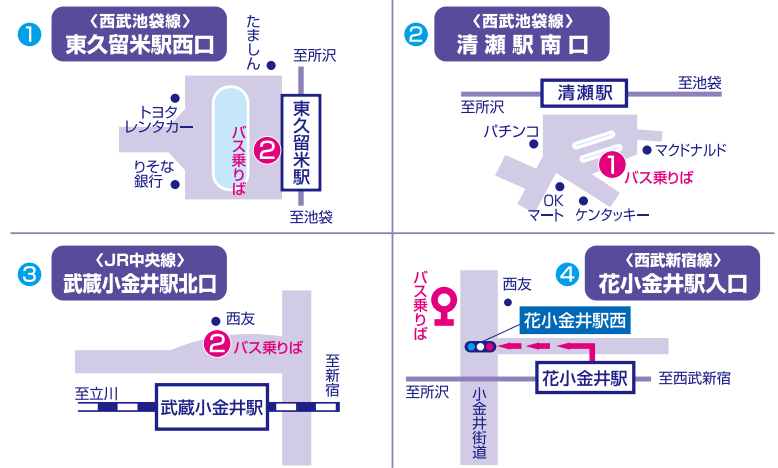 1
〈西武池袋線〉
東久留米駅西口
たましん
至所沢
トヨタ
レンタカー
バス乗りば
2
東久留米駅
りそな
銀行
至池袋
2
〈西武池袋線〉
清瀬駅南口
至所沢
清瀬駅
至池袋
パチンコ
マクドナルド
1
バス乗りば
OK
マート
ケンタッキー
3
〈JR中央線〉
武蔵小金井駅北口
西友
2
バス乗りば
至新宿
至立川
武蔵小金井駅
4
〈西武新宿線〉
花小金井駅入口
バス乗りば
西友
花小金井駅西
至所沢
花小金井駅
至西武新宿
小金井街道